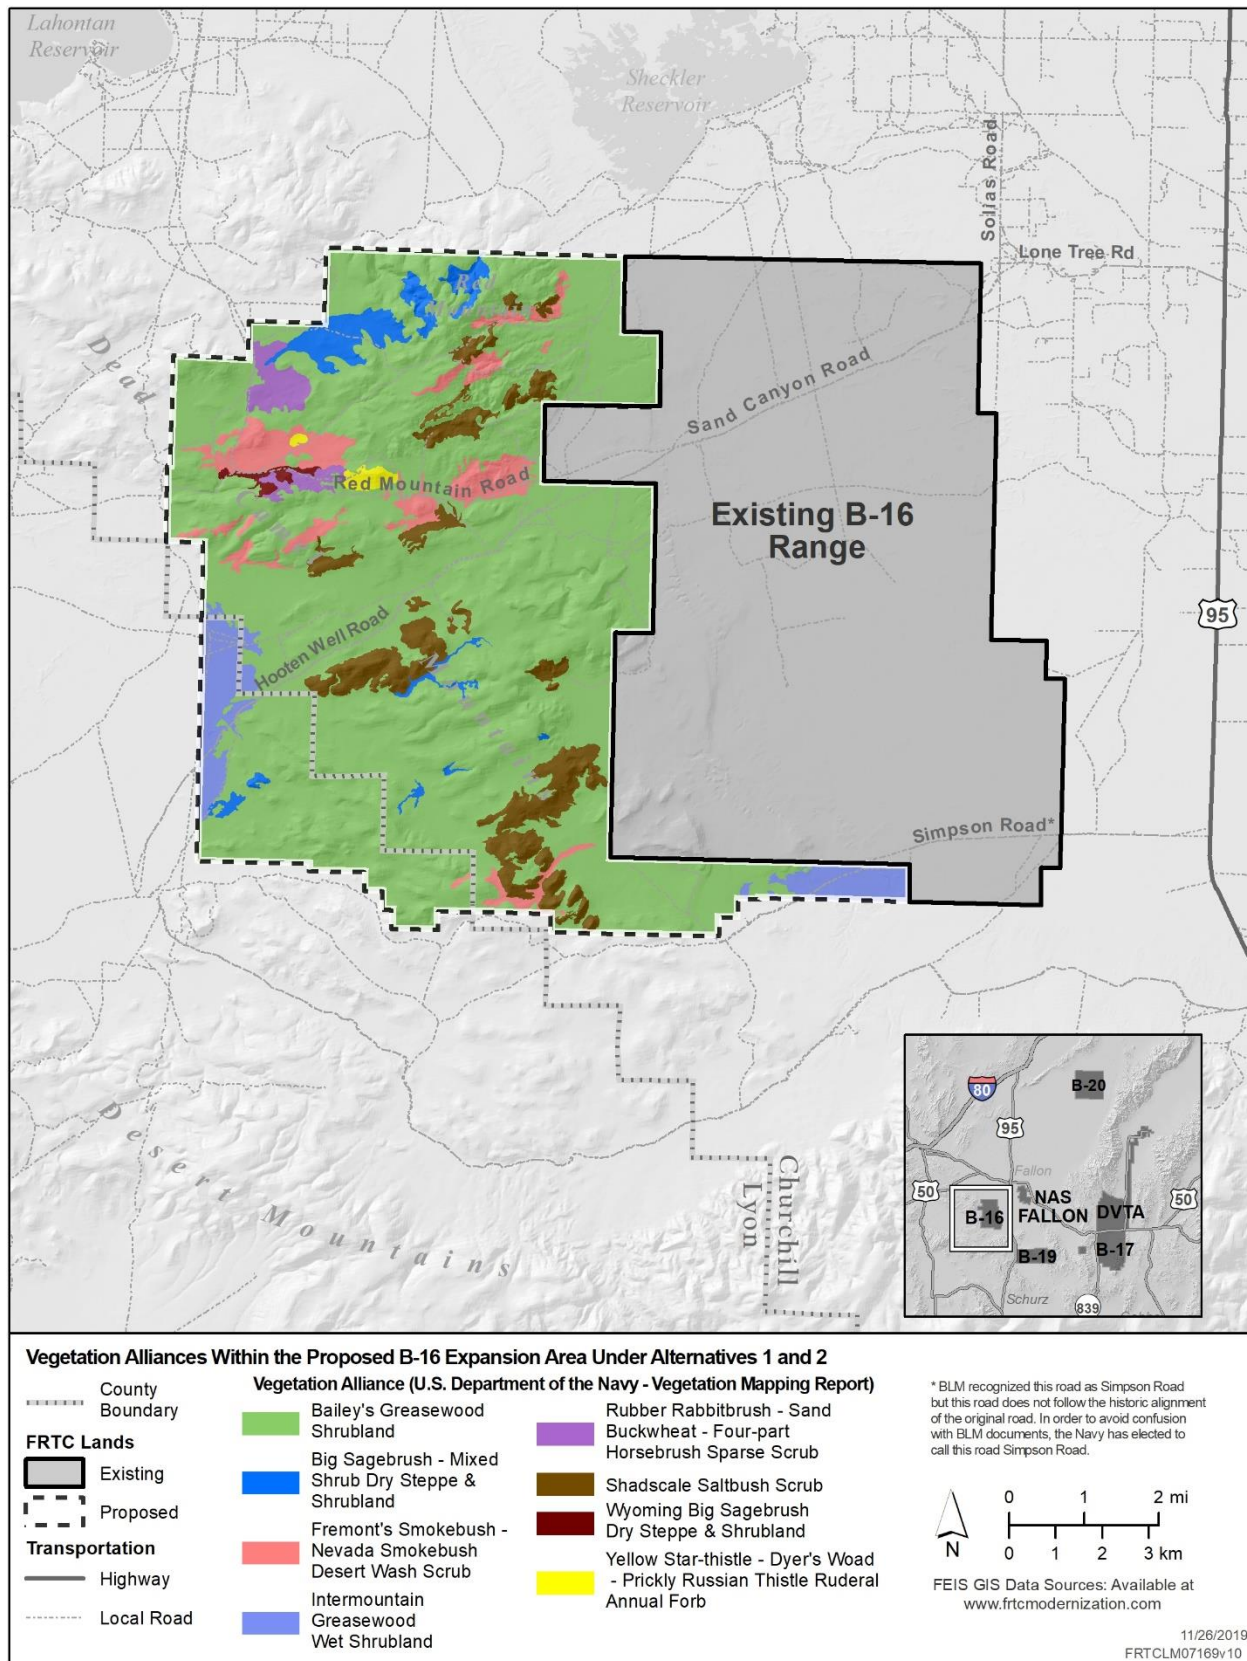 Lahontan
Reservoir
Sheckler
Reservoir
Solias Road
Lone Tree Rd
Red
Mountain
Dead
Camel
Mountains
Sand Canyon Road
Red Mountain Road
Existing B-16
Range
95
Hooten Well Road
Simpson Road*
Desert Mountains
Churchill
Lyon
80
B-20
95
Fallon
50
NAS
FALLON
DVTA
50
B-16
B-19
B-17
Schurz
839
Vegetation Alliances Within the Proposed B-16 Expansion Area Under Alternatives 1 and 2
County
Boundary
FRTC Lands
Existing
Proposed
Transportation
Highway
Local Road
Vegetation Alliance (U.S. Department of the Navy - Vegetation Mapping Report)
Bailey's Greasewood
Shrubland
Big Sagebrush - Mixed
Shrub Dry Steppe &
Shrubland
Fremont's Smokebush -
Nevada Smokebush
Desert Wash Scrub
Intermountain
Greasewood
Wet Shrubland
Rubber Rabbitbrush - Sand
Buckwheat - Four-part
Horsebrush Sparse Scrub
Shadscale Saltbush Scrub
Wyoming Big Sagebrush
Dry Steppe & Shrubland
Yellow Star-thistle - Dyer's Woad
- Prickly Russian Thistle Ruderal
Annual Forb
* BLM recognized this road as Simpson Road
but this road does not follow the historic alignment
of the original road. In order to avoid confusion
with BLM documents, the Navy has elected to
call this road Simpson Road.
N
0 1 2 mi
0 1 2 3 km
FEIS GIS Data Sources: Available at
www.frtcmodernization.com
11/26/2019
FRTCLM07169v10